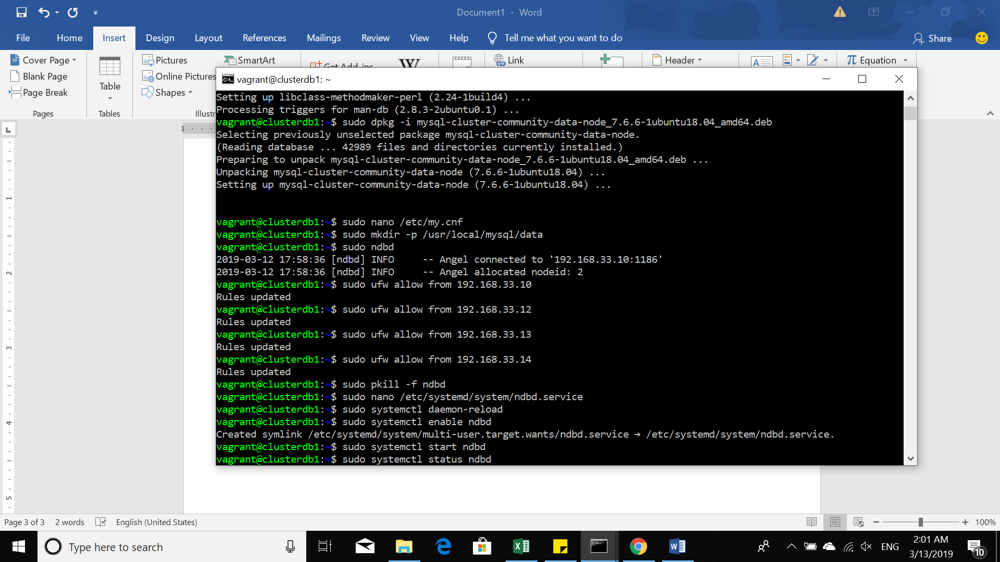 Document1 - Word
File Home Insert Design Layout References Mailings Review View Help Tell me what you want to do Share
Cover Page
Blank Page
Page Break
Pages
Table
Tables
Pictures
Online Pictures
Shapes
SmartArt
Illustr
Get Add-ins
W
Link
Header
A
π Equation
vagrant@clusterdb1: ~
Setting up libclass-methodmaker-perl (2.24-1build4) ...
Processing triggers for man-db (2.8.3-2ubuntu0.1) ...
vagrant@clusterdb1:~$ sudo dpkg -i mysql-cluster-community-data-node_7.6.6-1ubuntu18.04_amd64.deb
Selecting previously unselected package mysql-cluster-community-data-node.
(Reading database ... 42989 files and directories currently installed.)
Preparing to unpack mysql-cluster-community-data-node_7.6.6-1ubuntu18.04_amd64.deb ...
Unpacking mysql-cluster-community-data-node (7.6.6-1ubuntu18.04) ...
Setting up mysql-cluster-community-data-node (7.6.6-1ubuntu18.04) ...
vagrant@clusterdb1:~$ sudo nano /etc/my.cnf
vagrant@clusterdb1:~$ sudo mkdir -p /usr/local/mysql/data
vagrant@clusterdb1:~$ sudo ndbd
2019-03-12 17:58:36 [ndbd] INFO     -- Angel connected to '192.168.33.10:1186'
2019-03-12 17:58:36 [ndbd] INFO     -- Angel allocated nodeid: 2
vagrant@clusterdb1:~$ sudo ufw allow from 192.168.33.10
Rules updated
vagrant@clusterdb1:~$ sudo ufw allow from 192.168.33.12
Rules updated
vagrant@clusterdb1:~$ sudo ufw allow from 192.168.33.13
Rules updated
vagrant@clusterdb1:~$ sudo ufw allow from 192.168.33.14
Rules updated
vagrant@clusterdb1:~$ sudo pkill -f ndbd
vagrant@clusterdb1:~$ sudo nano /etc/systemd/system/ndbd.service
vagrant@clusterdb1:~$ sudo systemctl daemon-reload
vagrant@clusterdb1:~$ sudo systemctl enable ndbd
Created symlink /etc/systemd/system/multi-user.target.wants/ndbd.service → /etc/systemd/system/ndbd.service.
vagrant@clusterdb1:~$ sudo systemctl start ndbd
vagrant@clusterdb1:~$ sudo systemctl status ndbd
L
1
1
2
3
4
5
Page 3 of 3 2 words English (United States) 100%
Type here to search
ENG
2:01 AM
3/13/2019
10